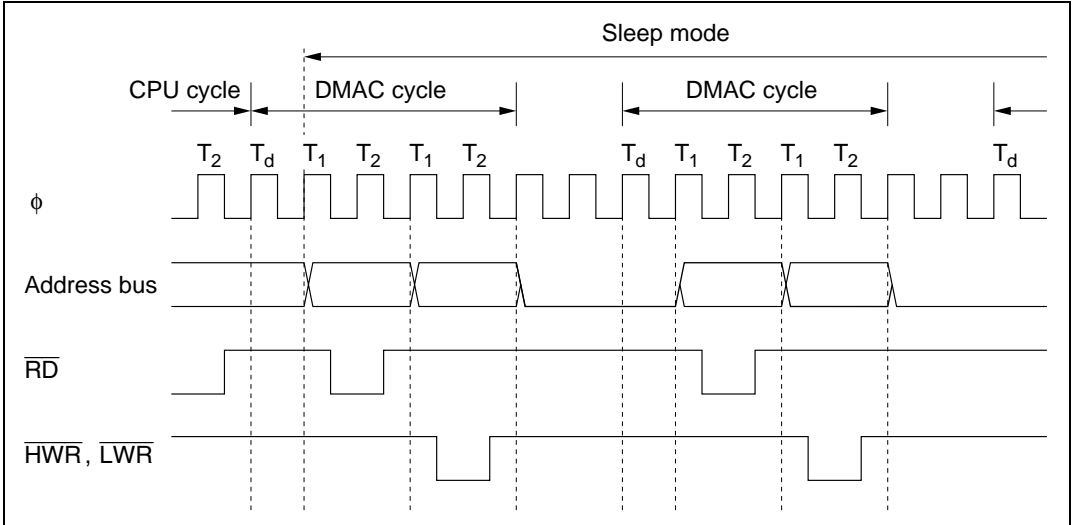 Sleep mode
CPU cycle DMAC cycle DMAC cycle
T2 Td T1 T2 T1 T2 Td T1 T2 T1 T2 Td
φ
Address bus
RD
HWR, LWR